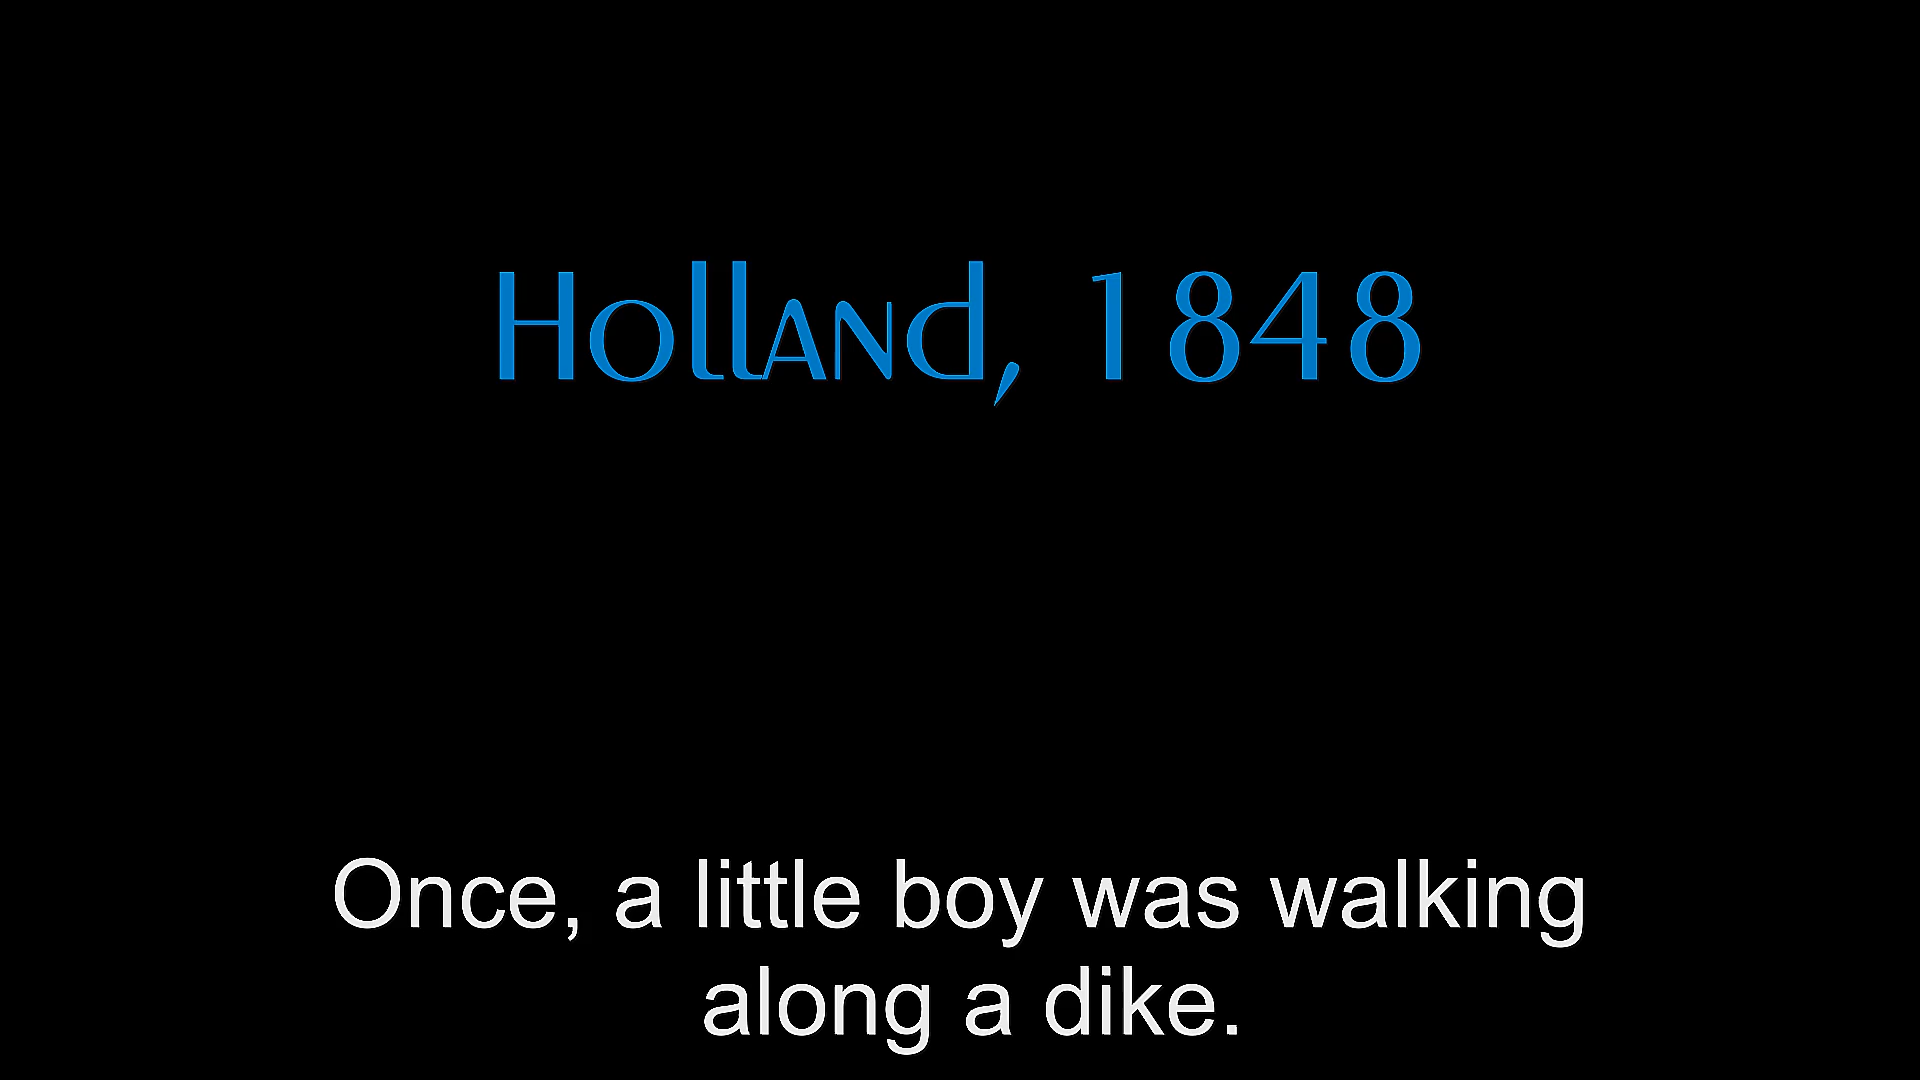 Holland, 1848
Once, a little boy was walking
along a dike.